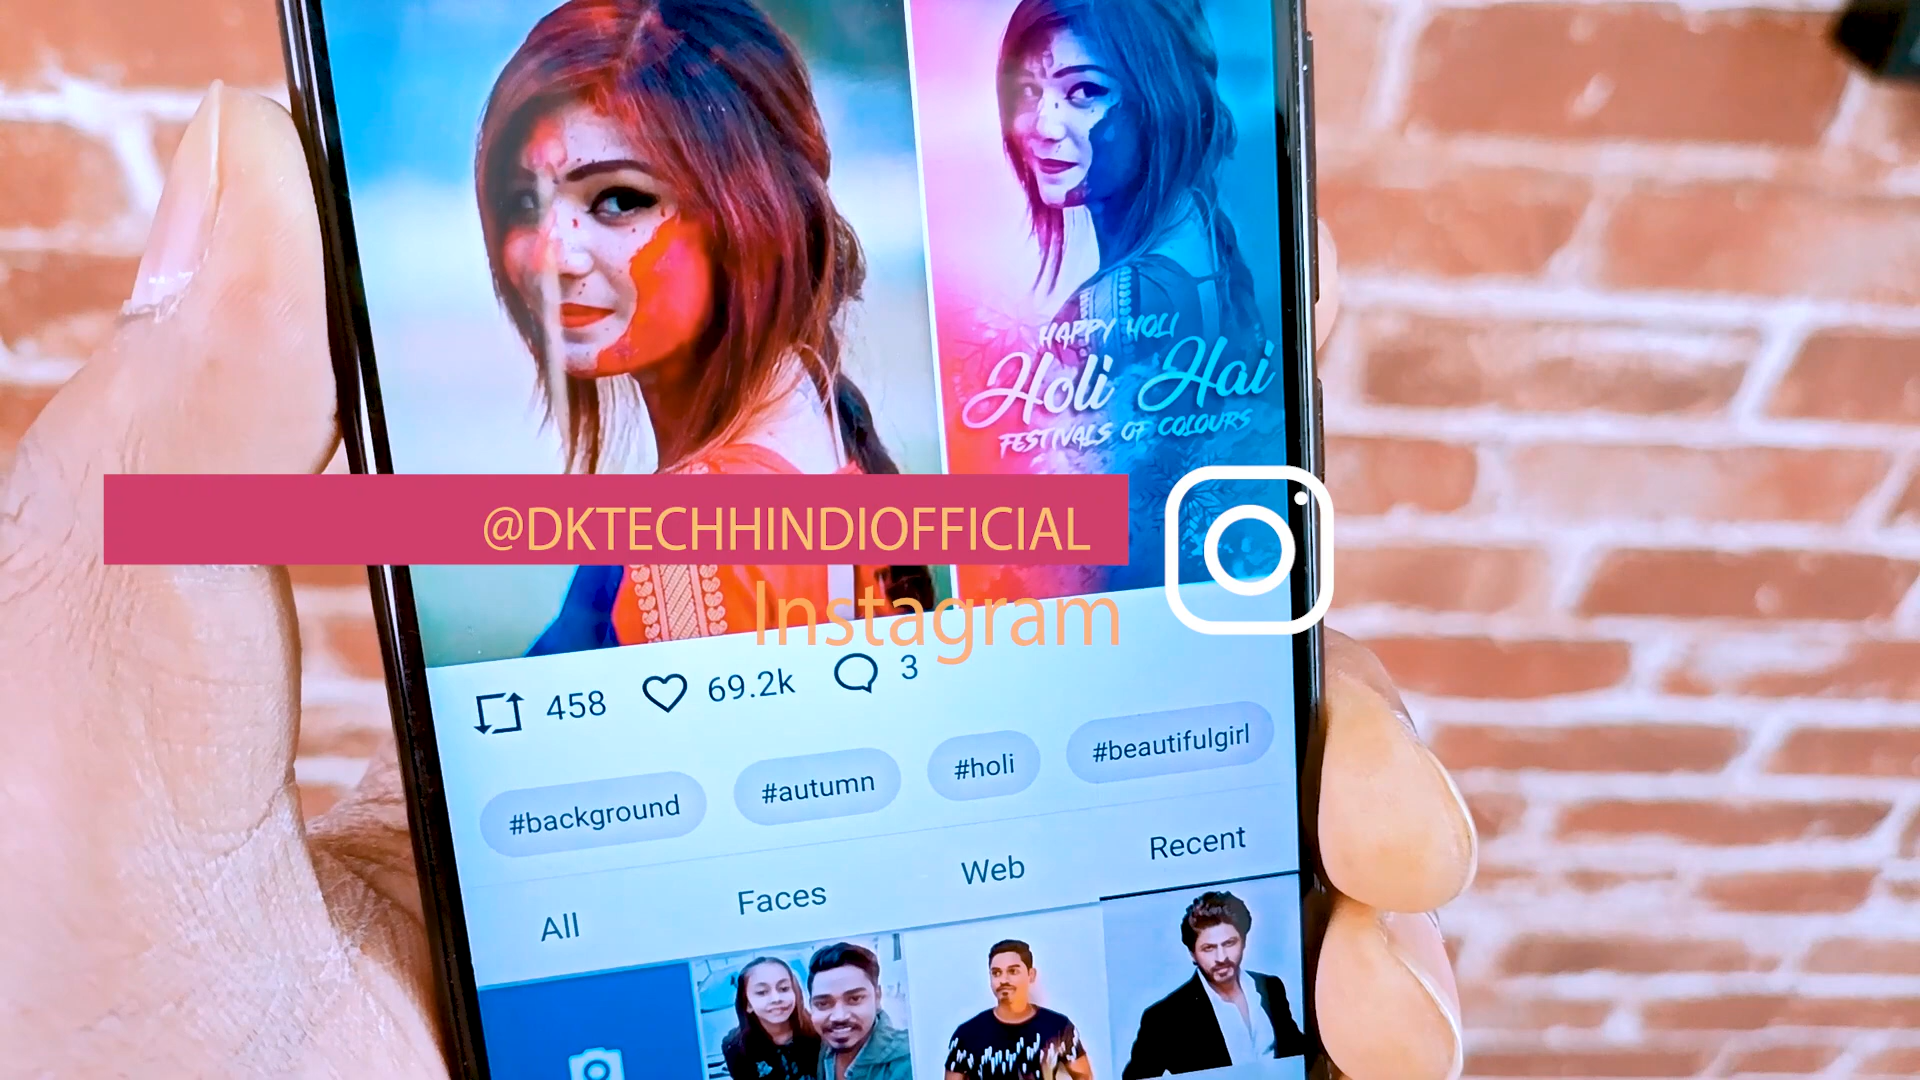 HAPPY HOLI
Holi Hai
FESTIVALS OF COLOURS
@DKTECHHINDIOFFICIAL
Instagram
458 69.2k 3
#background #autumn #holi #beautifulgirl
All Faces Web Recent